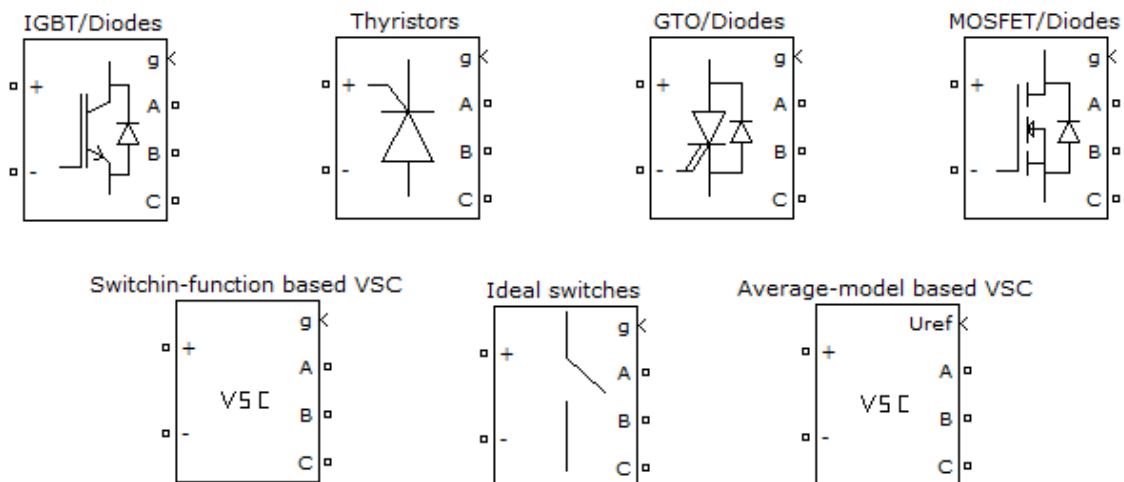 IGBT/Diodes
Thyristors
GTO/Diodes
MOSFET/Diodes
g
+
A
B
-
C
g
+
A
B
-
C
g
+
A
B
-
C
g
+
A
B
-
C
Switchin-function based VSC
Ideal switches
Average-model based VSC
g
+
A
VSC
B
-
C
g
+
A
B
-
C
Uref
+
A
VSC
B
-
C